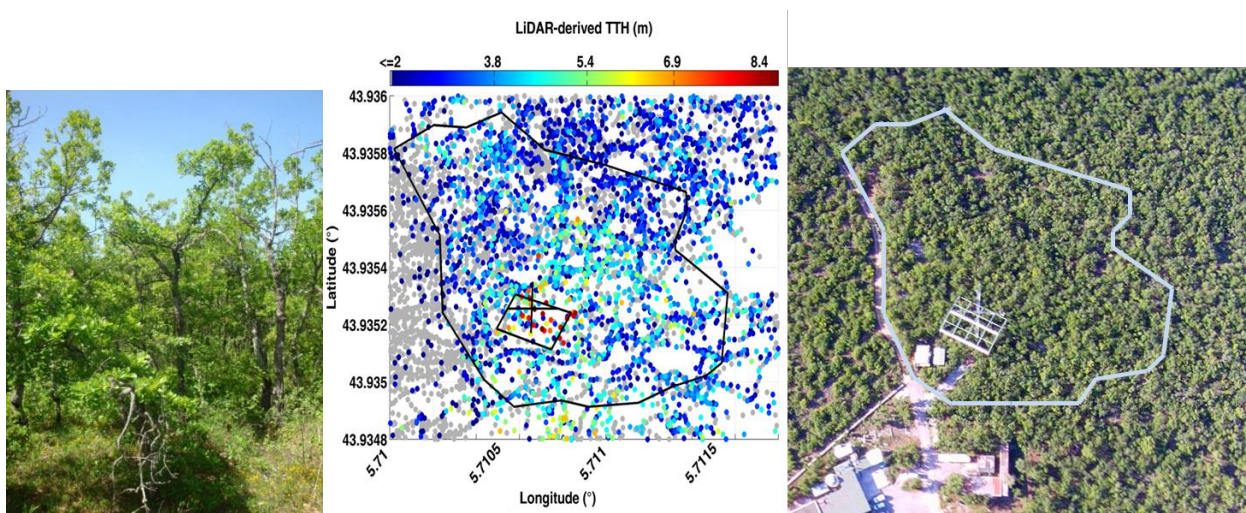 LiDAR-derived TTH (m)
<=2 3.8 5.4 6.9 8.4
43.936
43.9358
43.9356
43.9354
43.9352
43.935
43.9348
Latitude (°)
5.71 5.7105 5.711 5.7115
Longitude (°)